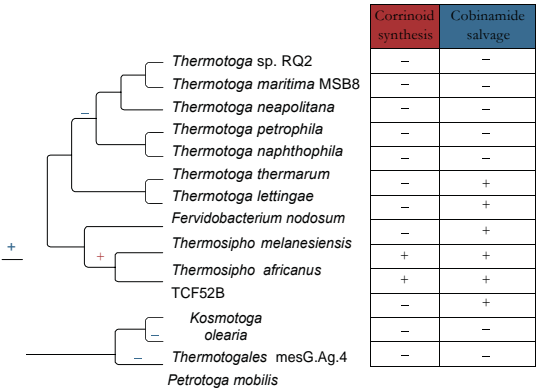 Corrinoid synthesis Cobinamide salvage
Thermotoga sp. RQ2 – –
Thermotoga maritima MSB8 – –
– Thermotoga neapolitana – –
Thermotoga petrophila – –
Thermotoga naphthophila – –
Thermotoga thermarum – +
Thermotoga lettingae – +
Fervidobacterium nodosum – +
+ + Thermosipho melanesiensis + +
Thermosipho africanus + +
TCF52B – +
Kosmotoga – –
– olearia
– Thermotogales mesG.Ag.4 – –
Petrotoga mobilis